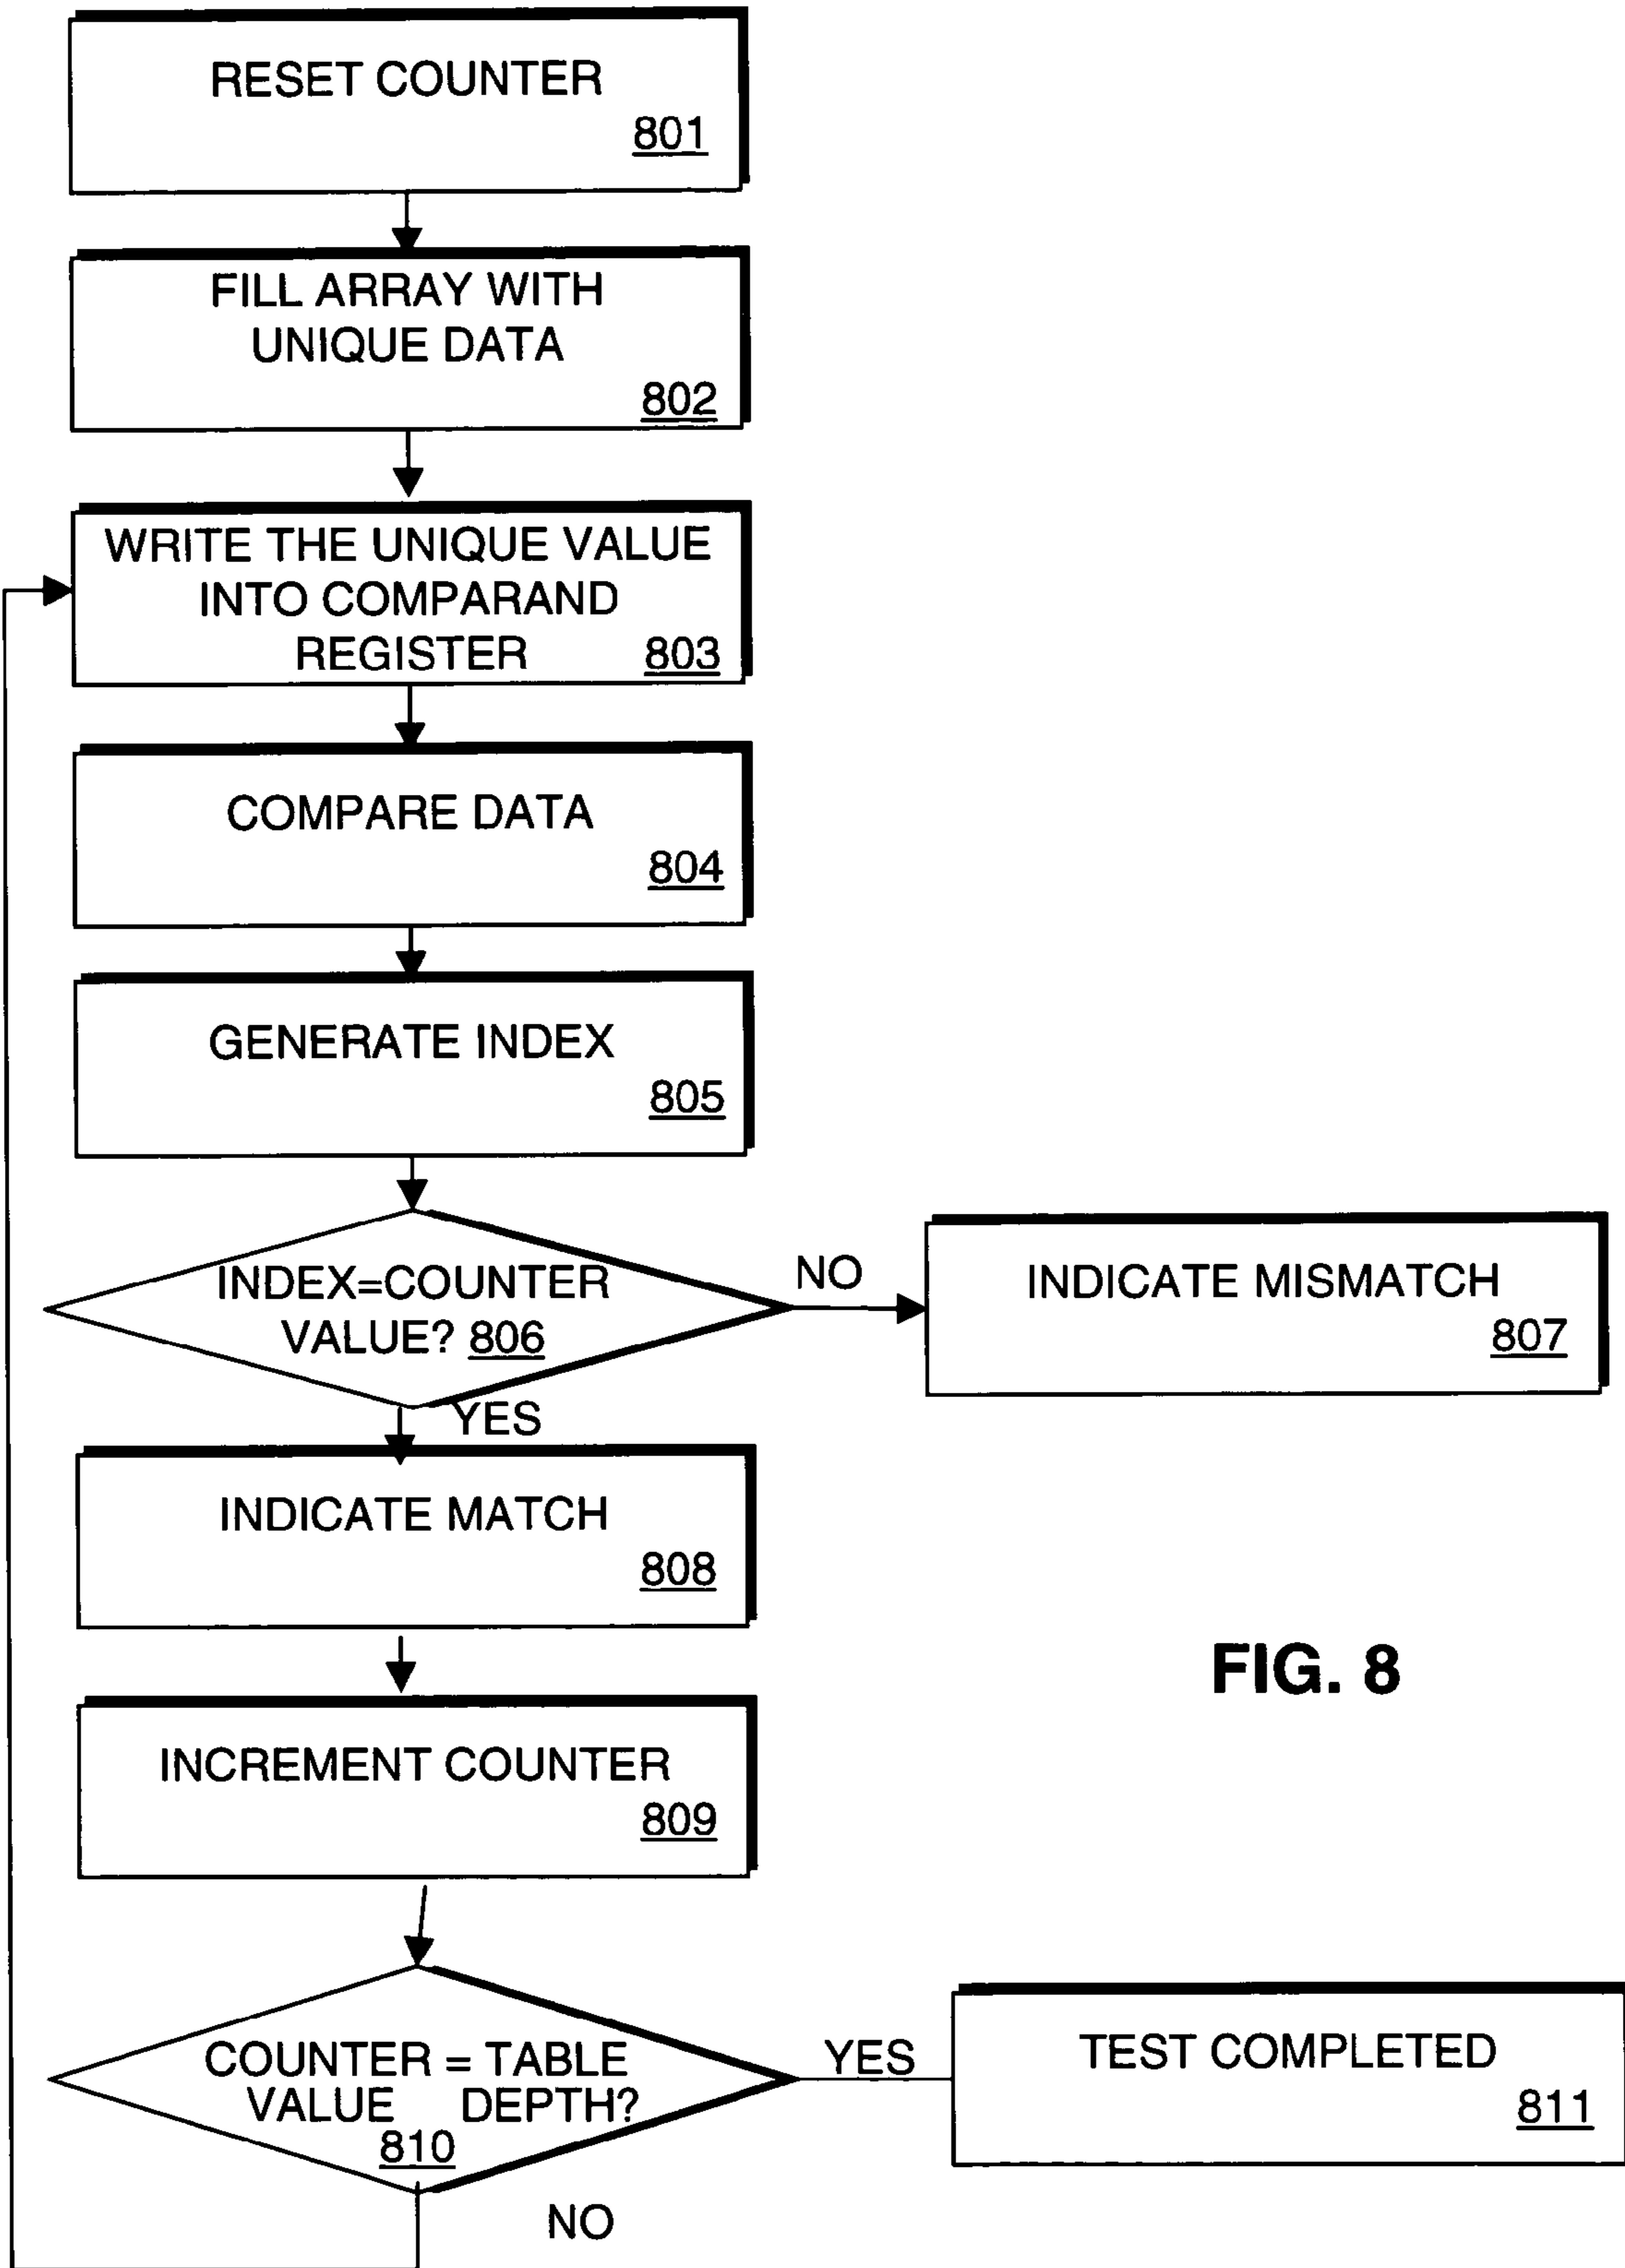 RESET COUNTER
801
FILL ARRAY WITH
UNIQUE DATA
802
WRITE THE UNIQUE VALUE
INTO COMPARAND
REGISTER 803
COMPARE DATA
804
GENERATE INDEX
805
INDEX=COUNTER
VALUE? 806
NO
INDICATE MISMATCH
807
YES
INDICATE MATCH
808
FIG. 8
INCREMENT COUNTER
809
COUNTER = TABLE
VALUE DEPTH?
810
YES
TEST COMPLETED
811
NO